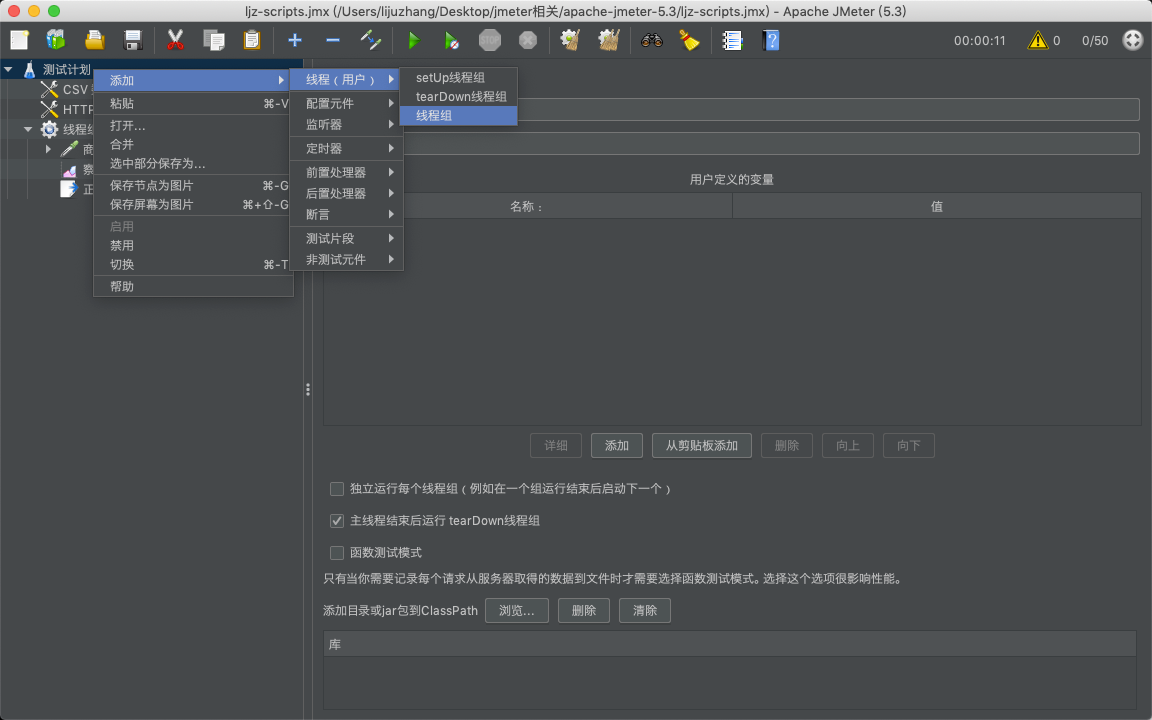 ljz-scripts.jmx (/Users/lijuzhang/Desktop/jmeter相关/apache-jmeter-5.3/ljz-scripts.jmx) - Apache JMeter (5.3)
STOP
00:00:11 0 0/50
测试计划
CSV
HTTP
线程组
商
察
正
添加
粘贴 ⌘-V
打开...
合并
选中部分保存为...
保存节点为图片 ⌘-G
保存屏幕为图片 ⌘+⇧-G
启用
禁用
切换 ⌘-T
帮助
线程（用户）
配置元件
监听器
定时器
前置处理器
后置处理器
断言
测试片段
非测试元件
setUp线程组
tearDown线程组
线程组
用户定义的变量
名称： 值
详细 添加 从剪贴板添加 删除 向上 向下
独立运行每个线程组（例如在一个组运行结束后启动下一个）
主线程结束后运行 tearDown线程组
函数测试模式
只有当你需要记录每个请求从服务器取得的数据到文件时才需要选择函数测试模式。选择这个选项很影响性能。
添加目录或jar包到ClassPath 浏览... 删除 清除
库